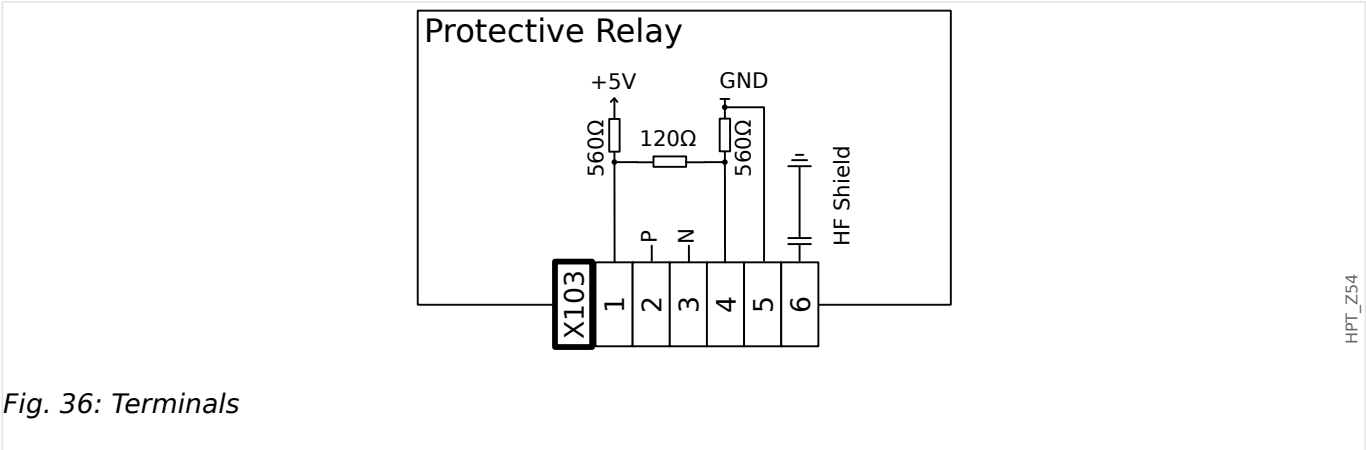 Protective Relay
+5V
GND
560Ω
120Ω
560Ω
HF Shield
P
N
X103
1
2
3
4
5
6
HPT_Z54
Fig. 36: Terminals